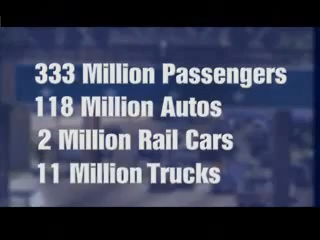 333 Million Passengers
118 Million Autos
2 Million Rail Cars
11 Million Trucks